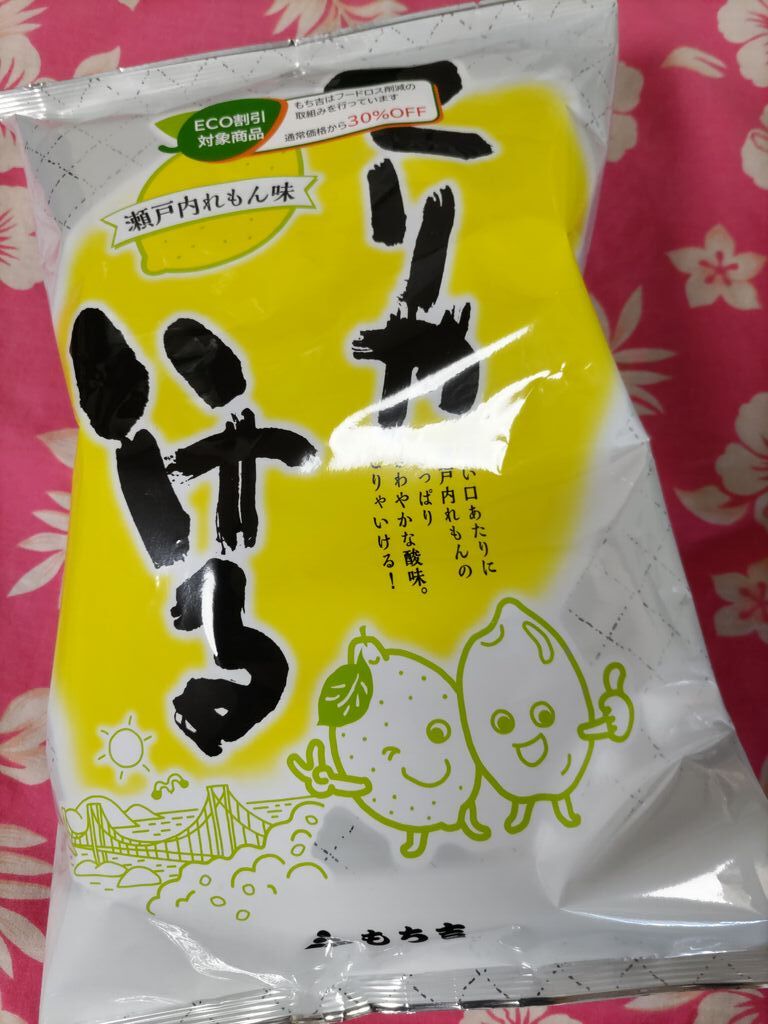 ECO割引
対象商品
もち吉はフードロス削減の
取組みを行っています
通常価格から30%OFF
瀬戸内れもん味
こりゃ
いける
い口あたりに
戸内れもんの
っぱり
わやかな酸味。
りゃいける!
もち吉